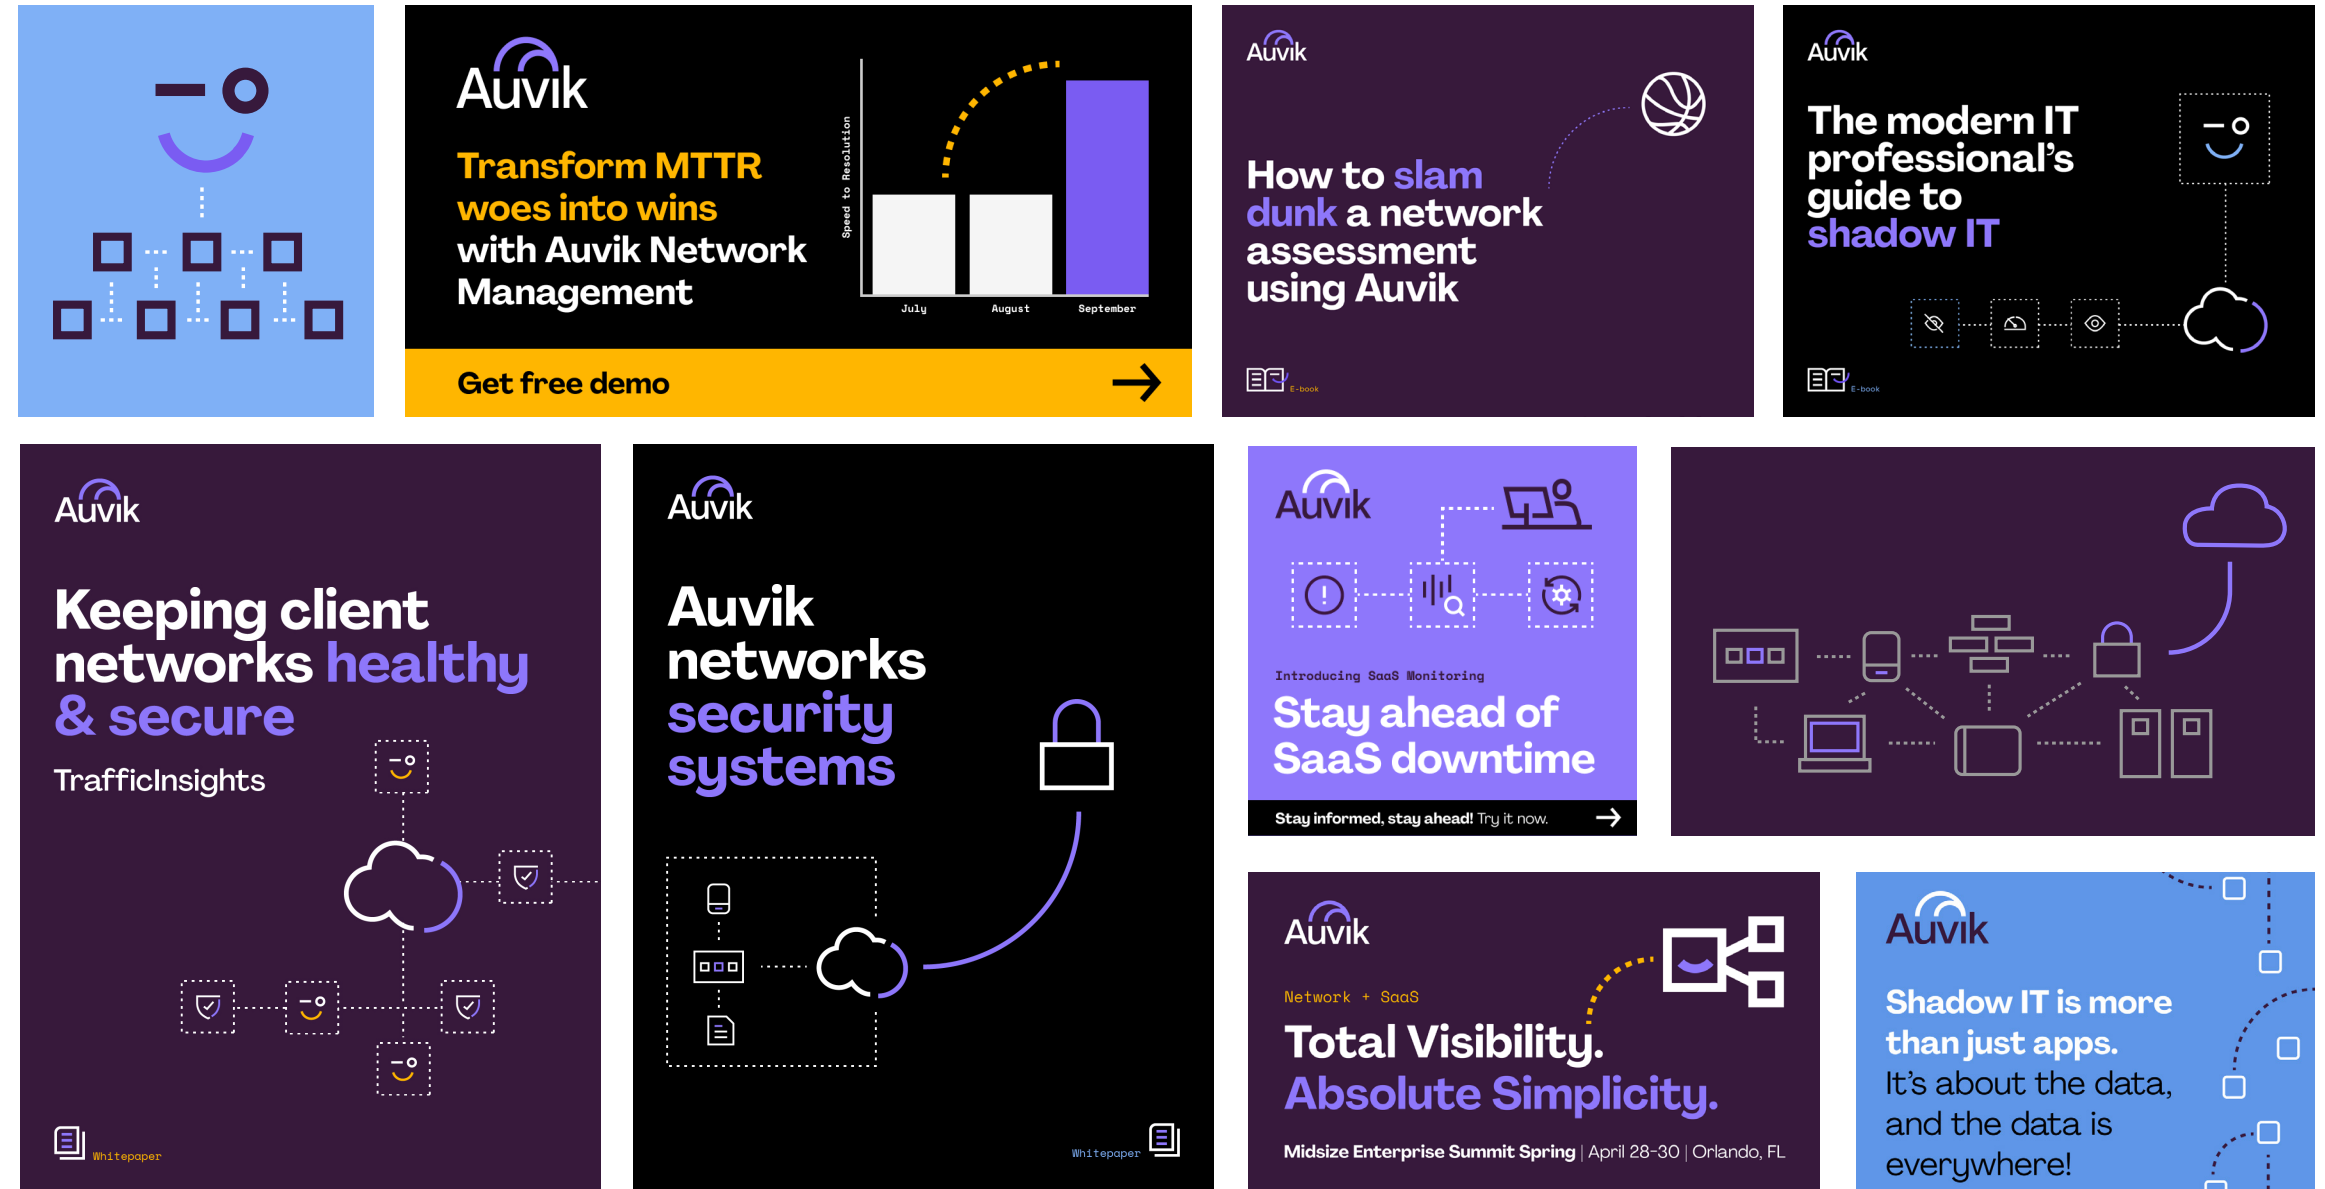 Auvik
Transform MTTR
woes into wins
with Auvik Network
Management
Speed to Resolution
July
August
September
Get free demo
Auvik
How to slam
dunk a network
assessment
using Auvik
E-book
Auvik
The modern IT
professional's
guide to
shadow IT
E-book
Auvik
Keeping client
networks healthy
& secure
TrafficInsights
Whitepaper
Auvik
Auvik
networks
security
systems
Whitepaper
Auvik
Introducing SaaS Monitoring
Stay ahead of
SaaS downtime
Stay informed, stay ahead! Try it now.
Auvik
Network + SaaS
Total Visibility.
Absolute Simplicity.
Midsize Enterprise Summit Spring | April 28-30 | Orlando, FL
Auvik
Shadow IT is more
than just apps.
It's about the data,
and the data is
everywhere!